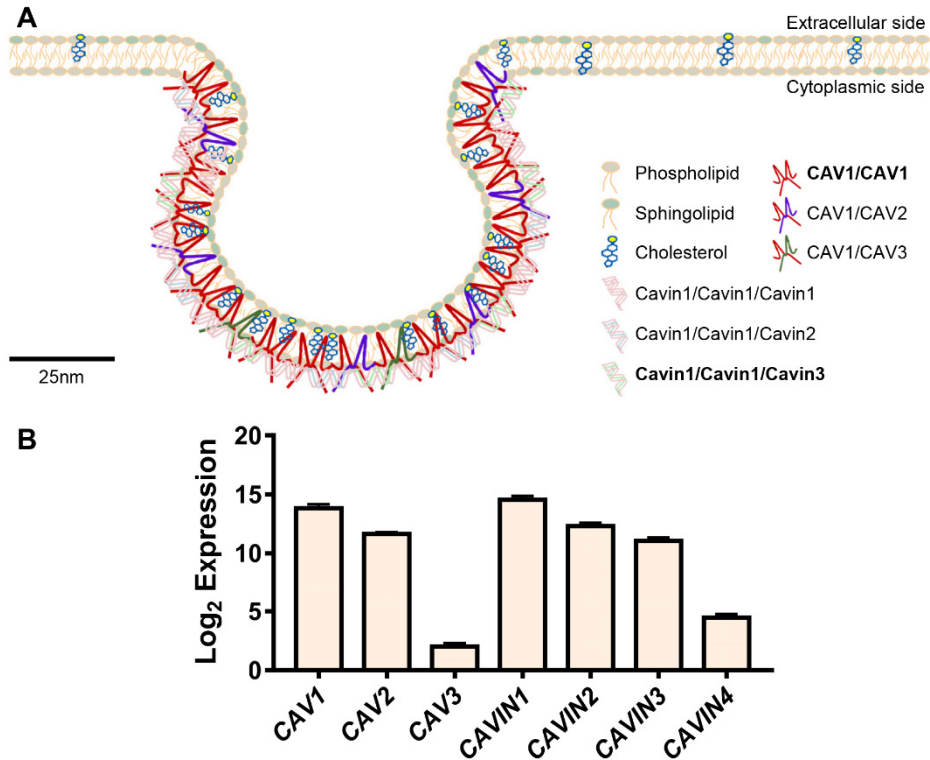 A
Extracellular side
Cytoplasmic side
Phospholipid
CAV1/CAV1
Sphingolipid
CAV1/CAV2
Cholesterol
CAV1/CAV3
Cavin1/Cavin1/Cavin1
Cavin1/Cavin1/Cavin2
Cavin1/Cavin1/Cavin3
25nm
B
Log₂ Expression
20
15
10
5
0
CAV1
CAV2
CAV3
CAVIN1
CAVIN2
CAVIN3
CAVIN4